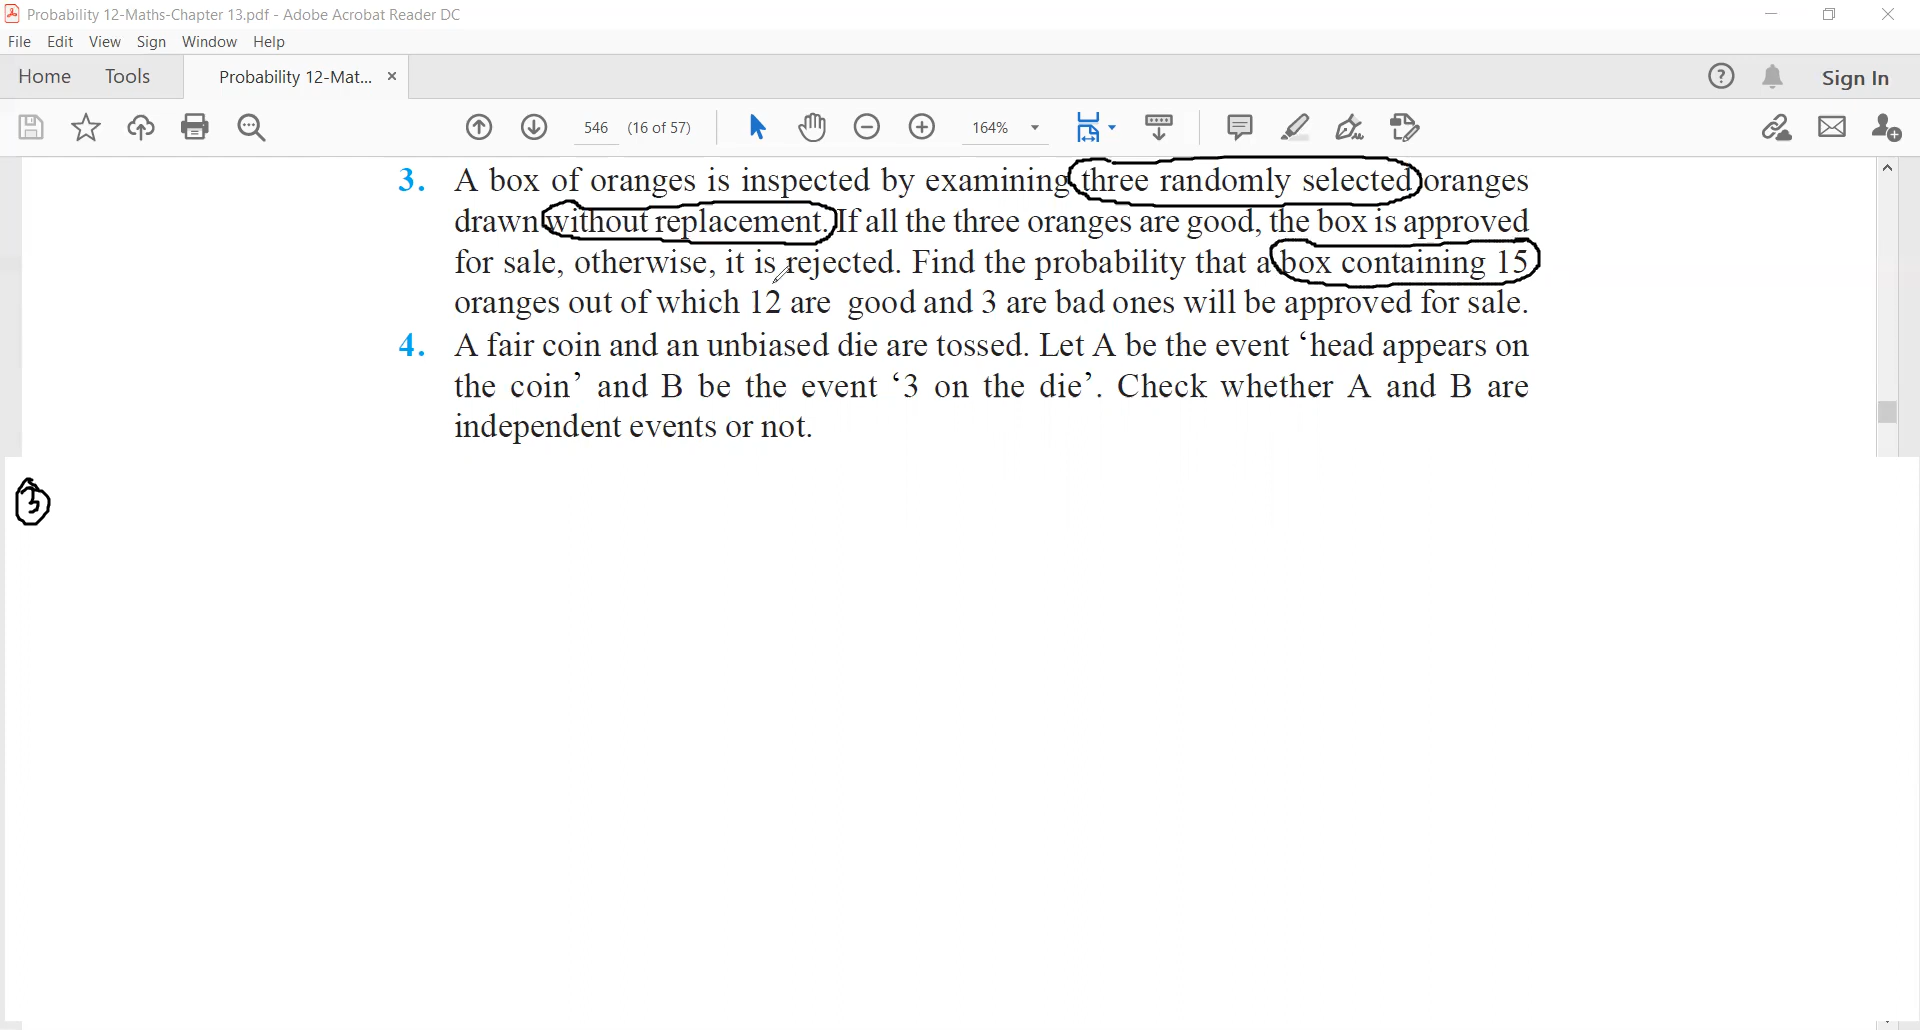 Probability 12-Maths-Chapter 13.pdf - Adobe Acrobat Reader DC
File Edit View Sign Window Help
Home Tools Probability 12-Mat... × Sign In
546 (16 of 57) 164%
3. A box of oranges is inspected by examining three randomly selected oranges
drawn without replacement. If all the three oranges are good, the box is approved
for sale, otherwise, it is rejected. Find the probability that a box containing 15
oranges out of which 12 are good and 3 are bad ones will be approved for sale.
4. A fair coin and an unbiased die are tossed. Let A be the event ‘head appears on
the coin’ and B be the event ‘3 on the die’. Check whether A and B are
independent events or not.
3